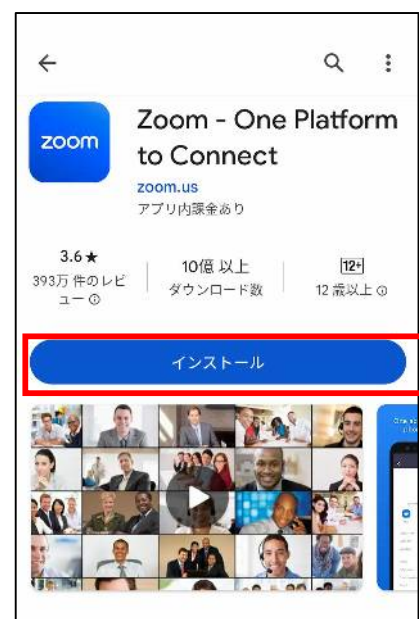 zoom
Zoom - One Platform
to Connect
zoom.us
アプリ内課金あり
3.6★
393万 件のレビ
ュー
10億 以上
ダウンロード数
12+
12 歳以上
インストール